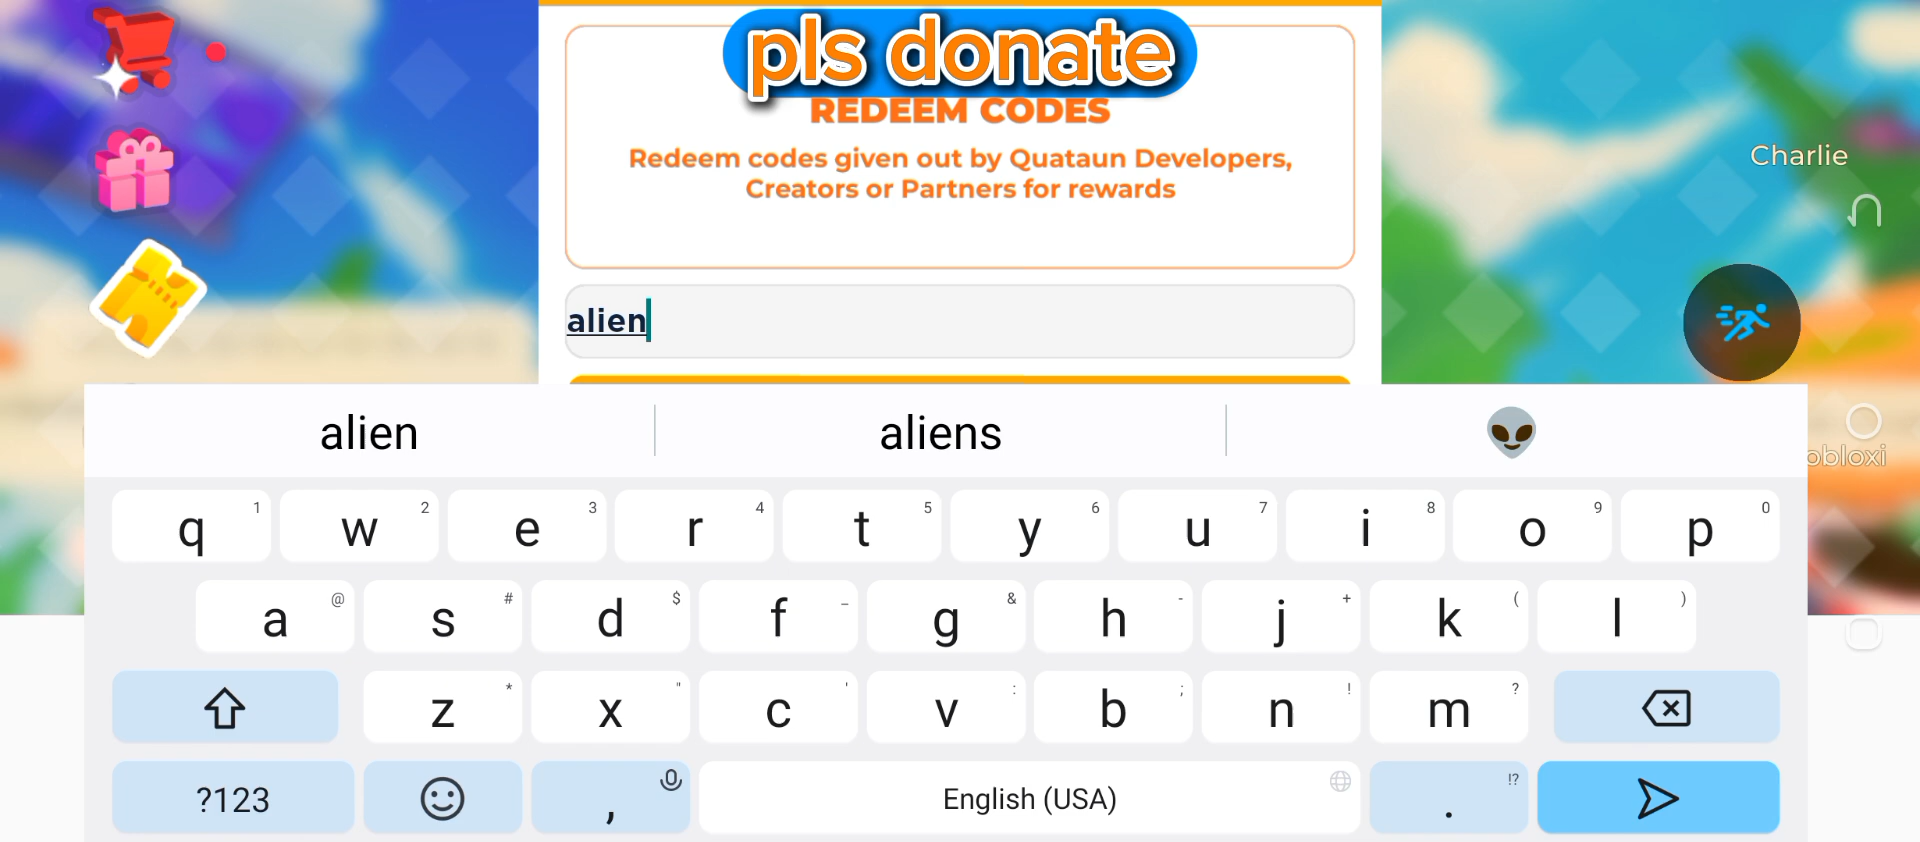 pls donate
REDEEM CODES
Redeem codes given out by Quataun Developers,
Creators or Partners for rewards
Charlie
alien
obloxi
alien aliens
q 1 w 2 e 3 r 4 t 5 y 6 u 7 i 8 o 9 p 0
a @ s # d $ f _ g & h - j + k ( l )
z * x " c ' v : b ; n ! m ?
?123 , English (USA) . !?